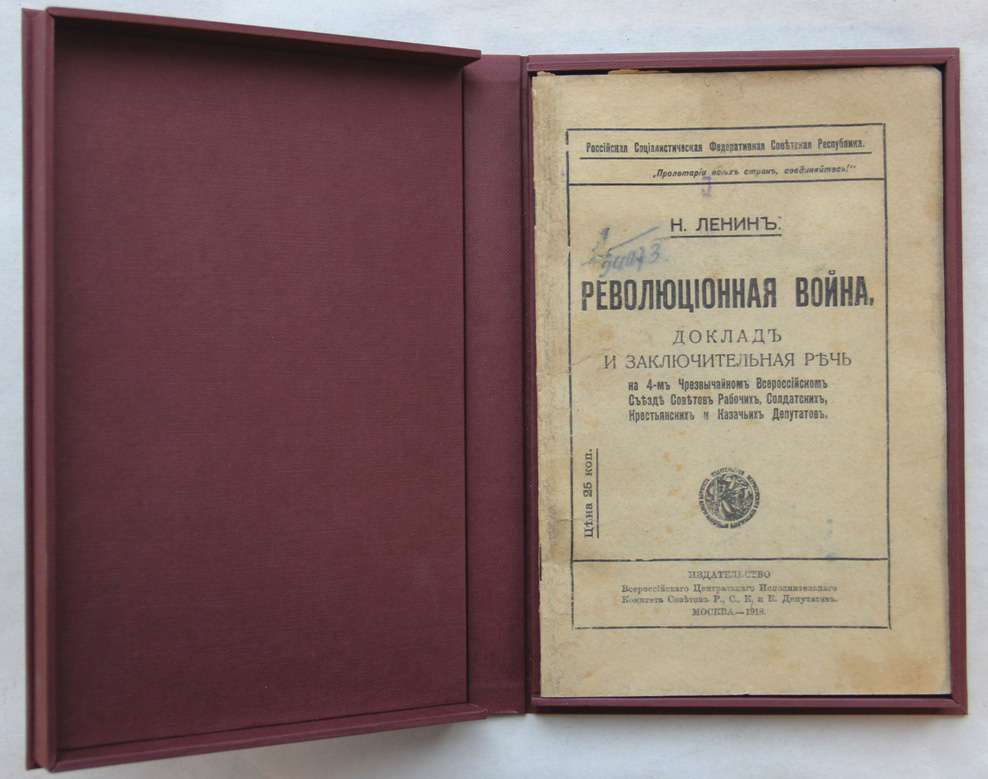 Россійская Соціалистическая Федеративная Совѣтская Республика.
„Пролетаріи всѣхъ странъ, соединяйтесь!“
Н. ЛЕНИНЪ.
РЕВОЛЮЦІОННАЯ ВОЙНА.
ДОКЛАДЪ
И ЗАКЛЮЧИТЕЛЬНАЯ РѢЧЬ
на 4-мъ Чрезвычайномъ Всероссійскомъ
Съѣздѣ Совѣтовъ Рабочихъ, Солдатскихъ,
Крестьянскихъ и Казачьихъ Депутатовъ.
Цѣна 25 коп.
ИЗДАТЕЛЬСТВО
Всероссійскаго Центральнаго Исполнительнаго
Комитета Совѣтовъ Р., С., К. и К. Депутатовъ.
МОСКВА.—1918.